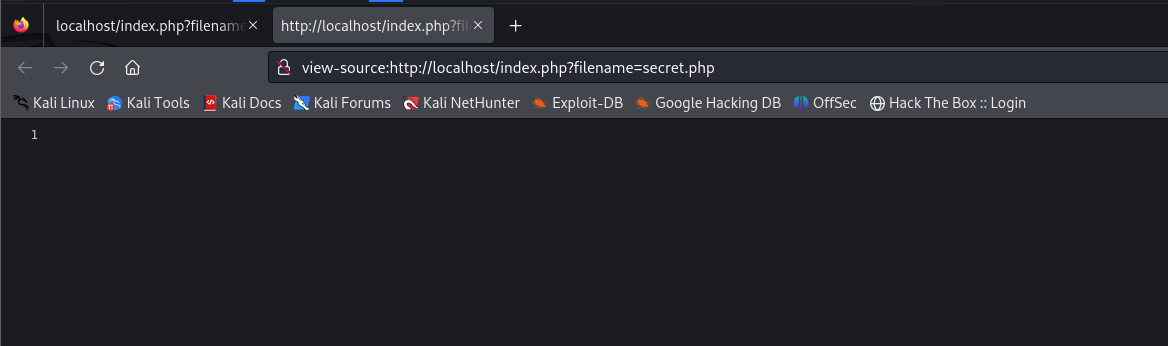 localhost/index.php?filename http://localhost/index.php?fil
view-source:http://localhost/index.php?filename=secret.php
Kali Linux Kali Tools Kali Docs Kali Forums Kali NetHunter Exploit-DB Google Hacking DB OffSec Hack The Box :: Login
1